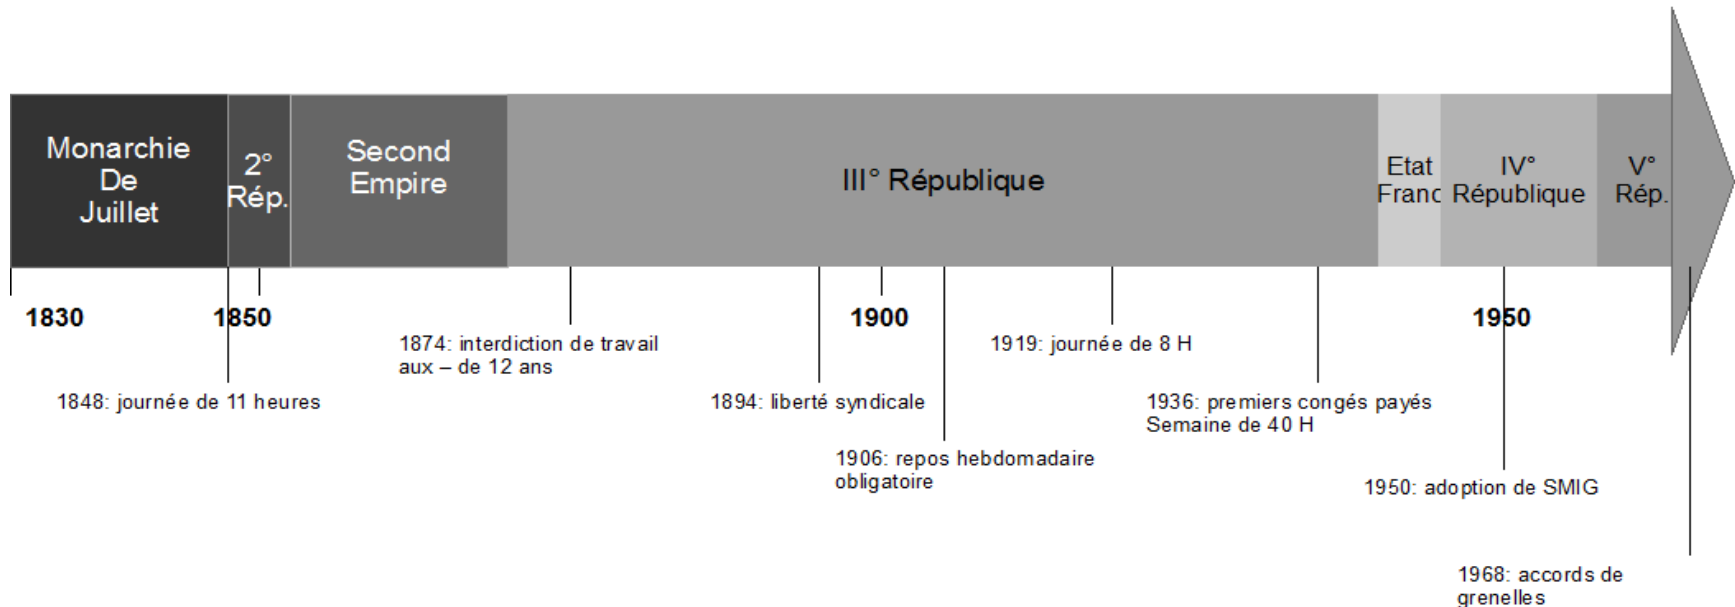 Monarchie
De
Juillet
2°
Rép.
Second
Empire
III° République
Etat
Franc
IV°
République
V°
Rép.
1830
1850
1900
1950
1848: journée de 11 heures
1874: interdiction de travail
aux – de 12 ans
1894: liberté syndicale
1906: repos hebdomadaire
obligatoire
1919: journée de 8 H
1936: premiers congés payés
Semaine de 40 H
1950: adoption de SMIG
1968: accords de
grenelles